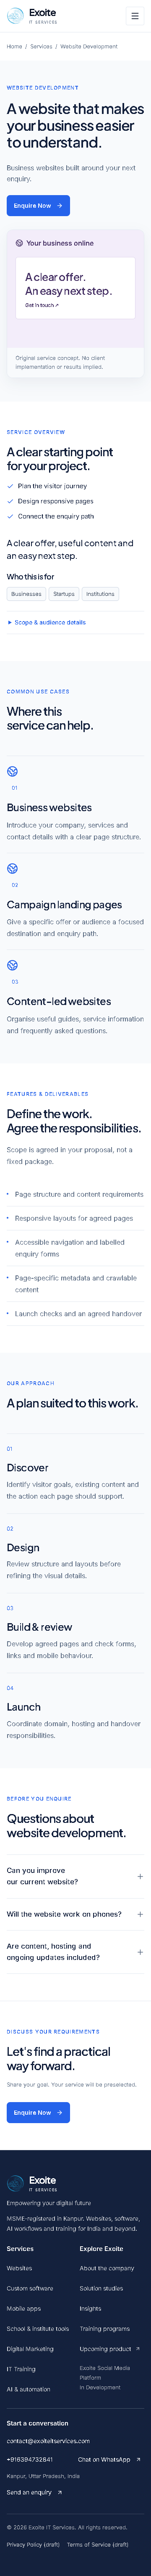 Exoite
IT SERVICES
Home / Services / Website Development
WEBSITE DEVELOPMENT
A website that makes
your business easier
to understand.
Business websites built around your next
enquiry.
Enquire Now →
Your business online
A clear offer.
An easy next step.
Get in touch ↗
Original service concept. No client
implementation or results implied.
SERVICE OVERVIEW
A clear starting point
for your project.
Plan the visitor journey
Design responsive pages
Connect the enquiry path
A clear offer, useful content and
an easy next step.
Who this is for
Businesses Startups Institutions
▶ Scope & audience details
COMMON USE CASES
Where this
service can help.
01
Business websites
Introduce your company, services and
contact details with a clear page structure.
02
Campaign landing pages
Give a specific offer or audience a focused
destination and enquiry path.
03
Content-led websites
Organise useful guides, service information
and frequently asked questions.
FEATURES & DELIVERABLES
Define the work.
Agree the responsibilities.
Scope is agreed in your proposal, not a
fixed package.
• Page structure and content requirements
• Responsive layouts for agreed pages
• Accessible navigation and labelled
enquiry forms
• Page-specific metadata and crawlable
content
• Launch checks and an agreed handover
OUR APPROACH
A plan suited to this work.
01
Discover
Identify visitor goals, existing content and
the action each page should support.
02
Design
Review structure and layouts before
refining the visual details.
03
Build & review
Develop agreed pages and check forms,
links and mobile behaviour.
04
Launch
Coordinate domain, hosting and handover
responsibilities.
BEFORE YOU ENQUIRE
Questions about
website development.
Can you improve
our current website? +
Will the website work on phones? +
Are content, hosting and
ongoing updates included? +
DISCUSS YOUR REQUIREMENTS
Let's find a practical
way forward.
Share your goal. Your service will be preselected.
Enquire Now →
Exoite
IT SERVICES
Empowering your digital future
MSME-registered in Kanpur. Websites, software,
AI workflows and training for India and beyond.
Services
Websites
Custom software
Mobile apps
School & institute tools
Digital Marketing
IT Training
AI & automation
Explore Exoite
About the company
Solution studies
Insights
Training programs
Upcoming product ↗
Exoite Social Media
Platform
In Development
Start a conversation
contact@exoiteitservices.com
+916394732841 Chat on WhatsApp ↗
Kanpur, Uttar Pradesh, India
Send an enquiry ↗
© 2026 Exoite IT Services. All rights reserved.
Privacy Policy (draft) Terms of Service (draft)